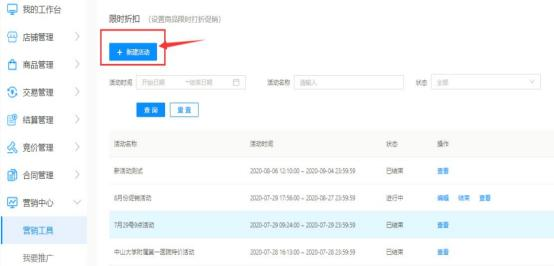 我的工作台
店铺管理
商品管理
交易管理
结算管理
竞价管理
合同管理
营销中心
营销工具
我要推广
限时折扣 （设置商品限时打折促销）
+ 新建活动
活动时间 开始日期 ~结束日期 活动名称 请输入 状态 全部
查 询 重 置
活动名称 活动时间 状态 操作
新活动测试 2020-08-06 12:10:00 ~ 2020-09-04 23:59:59 已结束 查看
8月份促销活动 2020-07-29 17:56:00 ~ 2020-08-27 23:59:59 进行中 编辑 结束 查看
7月29号9点活动 2020-07-29 09:24:00 ~ 2020-07-29 23:59:59 已结束 查看
中山大学附属第一医院特价活动 2020-07-28 16:13:00 ~ 2020-07-28 23:59:59 已结束 查看